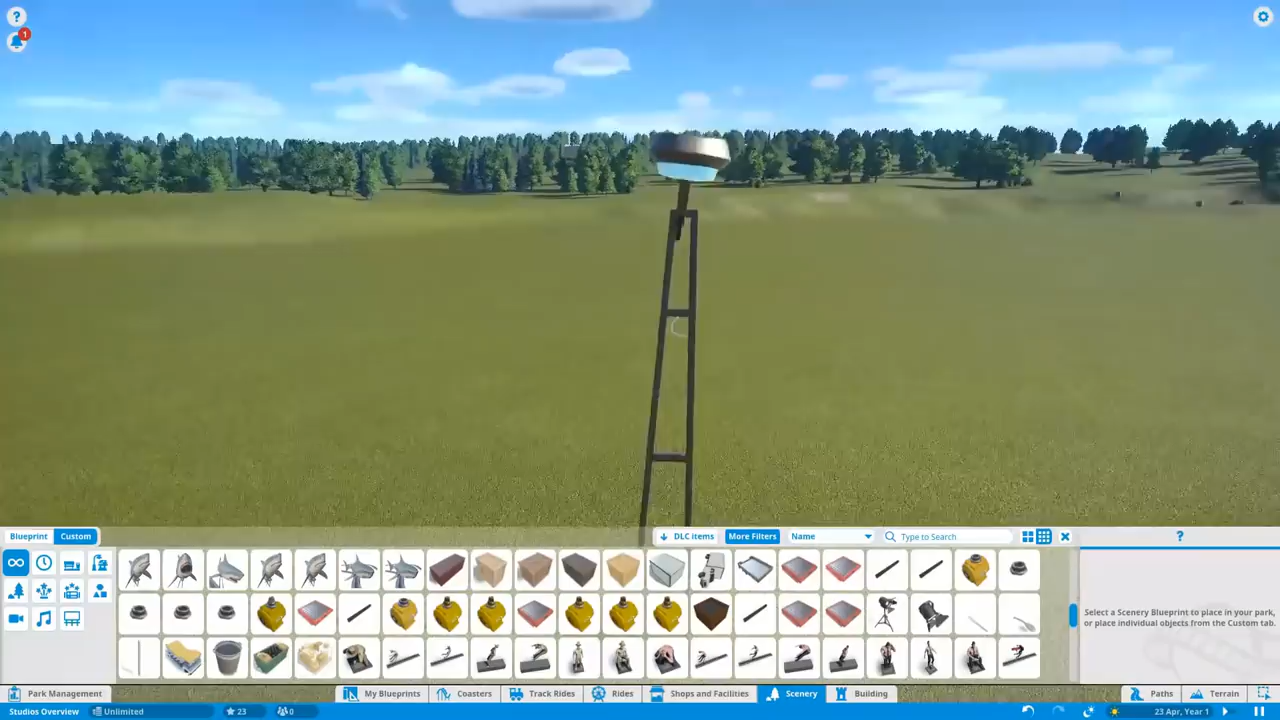 ?
1
Blueprint Custom
DLC items More Filters Name Type to Search
?
Select a Scenery Blueprint to place in your park,
or place individual objects from the Custom tab.
Park Management My Blueprints Coasters Track Rides Rides Shops and Facilities Scenery Building Paths Terrain
Studios Overview Unlimited 23 0 23 Apr, Year 1